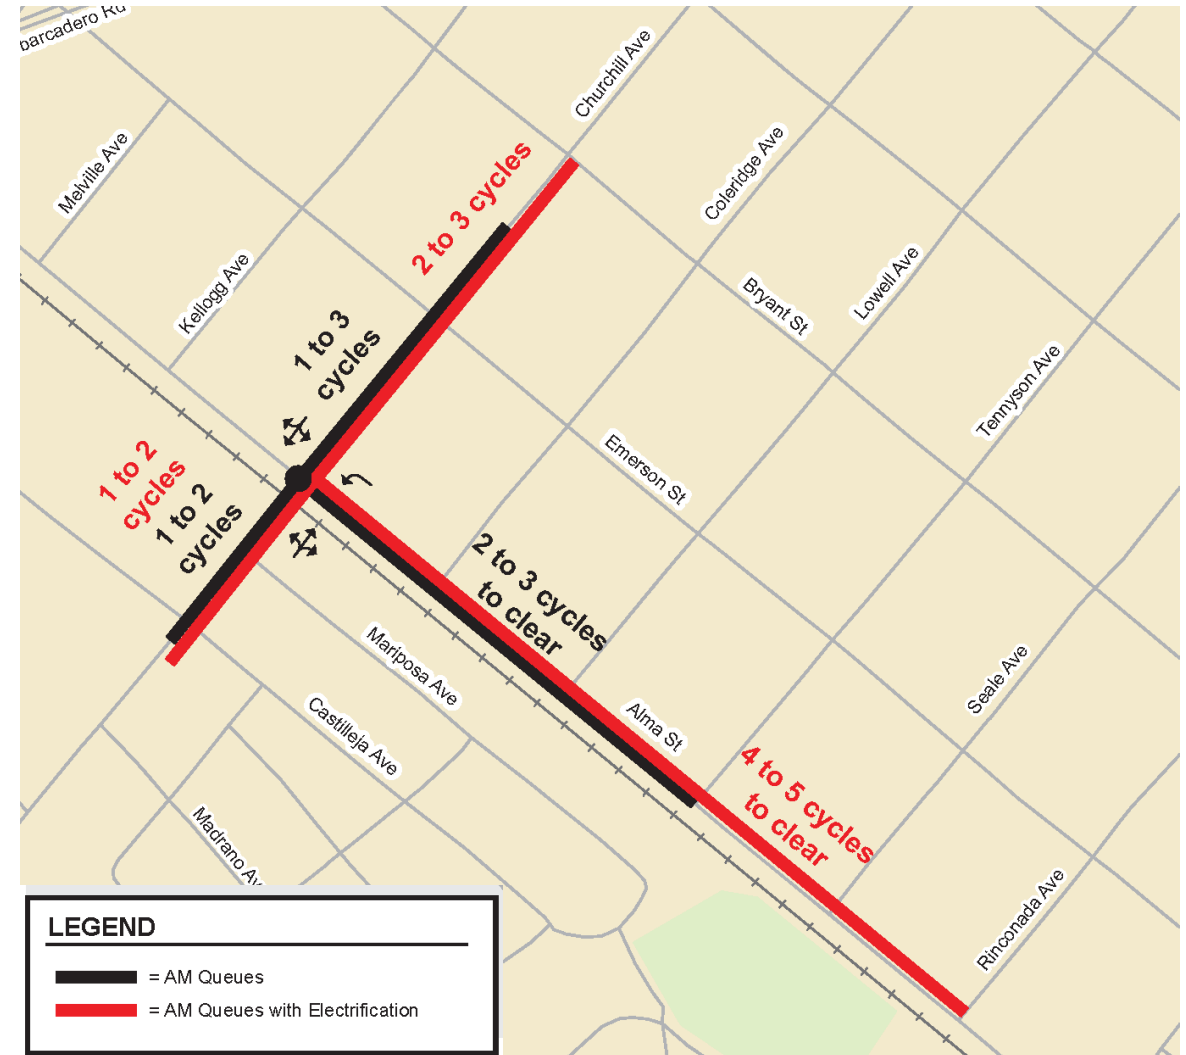 barcadero Rd
Churchill Ave
Melville Ave
Coleridge Ave
2 to 3 cycles
Kellogg Ave
Lowell Ave
Bryant St
1 to 3
cycles
Tennyson Ave
Emerson St
1 to 2
cycles
1 to 2
cycles
2 to 3 cycles
to clear
Mariposa Ave
Seale Ave
Castilleja Ave
Alma St
4 to 5 cycles
to clear
Madrano Av
Rinconada Ave
LEGEND
= AM Queues
= AM Queues with Electrification